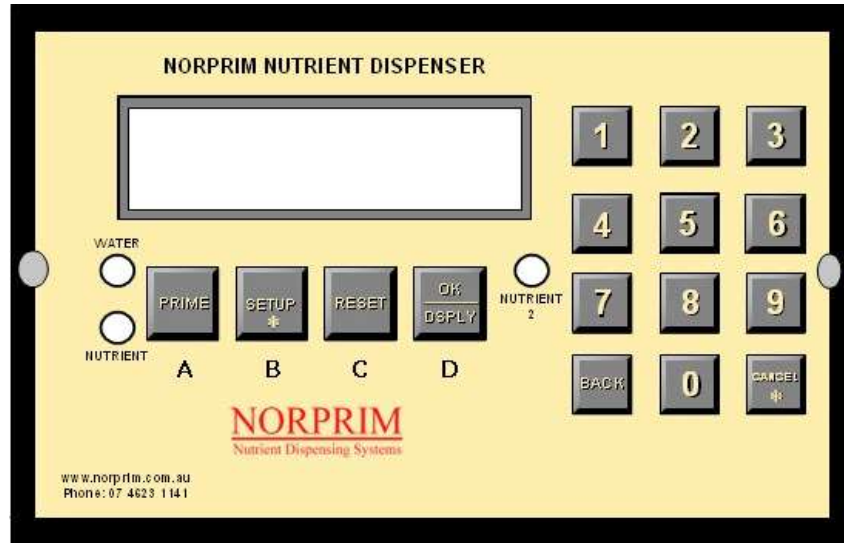 NORPRIM NUTRIENT DISPENSER
1 2 3
4 5 6
WATER
NUTRIENT
PRIME
SETUP
*
RESET
OK
DSPLY
NUTRIENT
2
7 8 9
A B C D
BACK 0 CANCEL
*
NORPRIM
Nutrient Dispensing Systems
www.norprim.com.au
Phone: 07 4623 1141